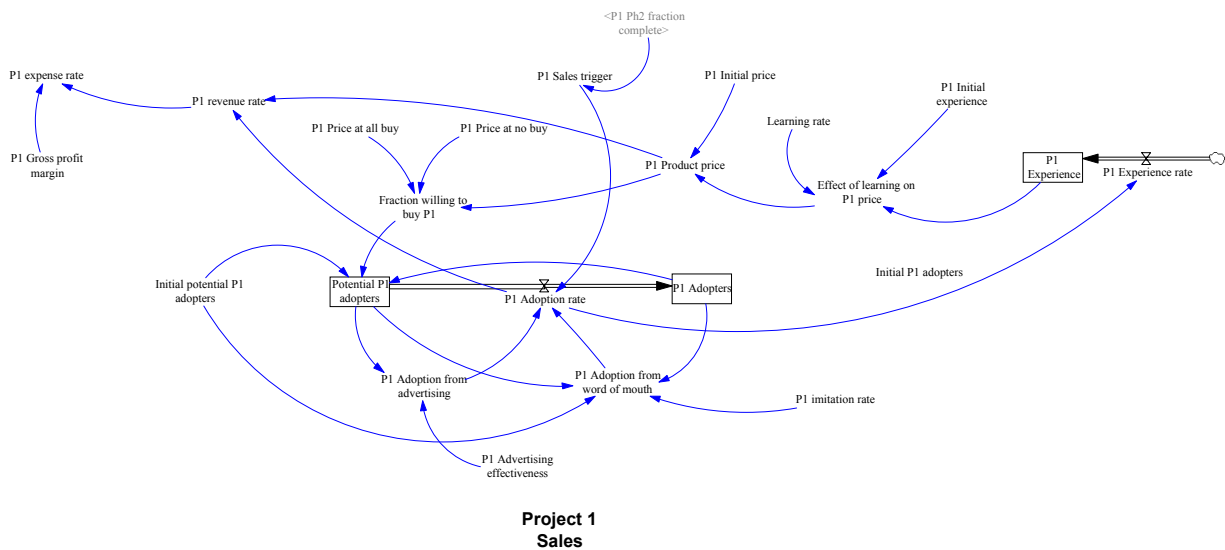 <P1 Ph2 fraction
complete>
P1 expense rate
P1 Sales trigger
P1 Initial price
P1 Initial
experience
P1 revenue rate
Learning rate
P1 Price at all buy
P1 Price at no buy
P1 Gross profit
margin
P1 Product price
P1
Experience
P1 Experience rate
Effect of learning on
P1 price
Fraction willing to
buy P1
Initial potential P1
adopters
Initial P1 adopters
Potential P1
adopters
P1 Adopters
P1 Adoption rate
P1 Adoption from
advertising
P1 Adoption from
word of mouth
P1 imitation rate
P1 Advertising
effectiveness
Project 1
Sales